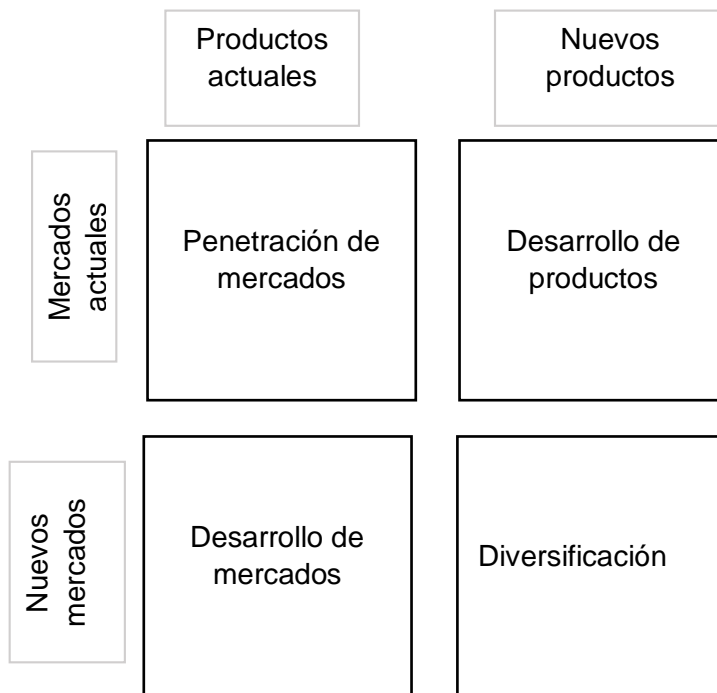 Productos
actuales
Nuevos
productos
Mercados
actuales
Penetración de
mercados
Desarrollo de
productos
Nuevos
mercados
Desarrollo de
mercados
Diversificación